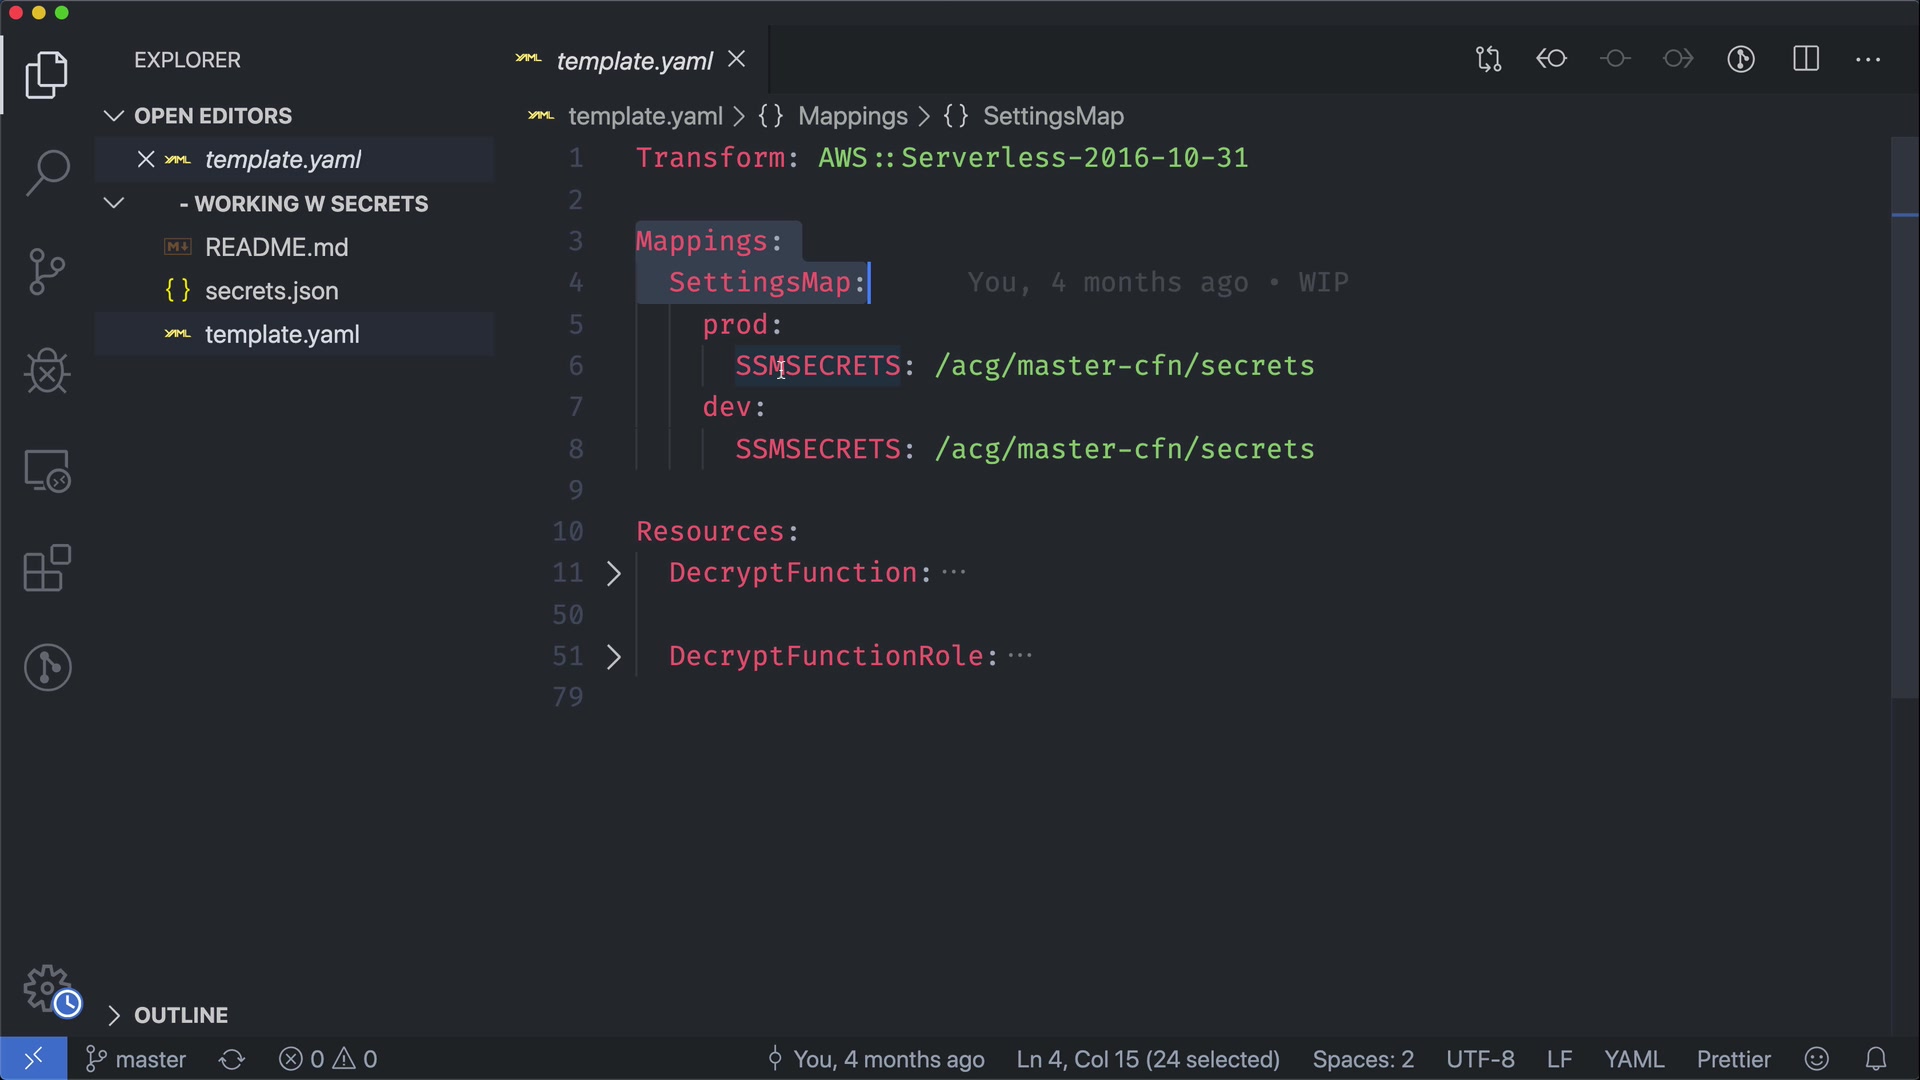 EXPLORER
OPEN EDITORS
template.yaml
- WORKING W SECRETS
README.md
{ } secrets.json
template.yaml
OUTLINE
template.yaml
template.yaml > {} Mappings > {} SettingsMap
1 Transform: AWS::Serverless-2016-10-31
2
3 Mappings:
4 SettingsMap: You, 4 months ago • WIP
5 prod:
6 SSMSECRETS: /acg/master-cfn/secrets
7 dev:
8 SSMSECRETS: /acg/master-cfn/secrets
9
10 Resources:
11 > DecryptFunction: ···
50
51 > DecryptFunctionRole: ···
79
master 0 0 You, 4 months ago Ln 4, Col 15 (24 selected) Spaces: 2 UTF-8 LF YAML Prettier